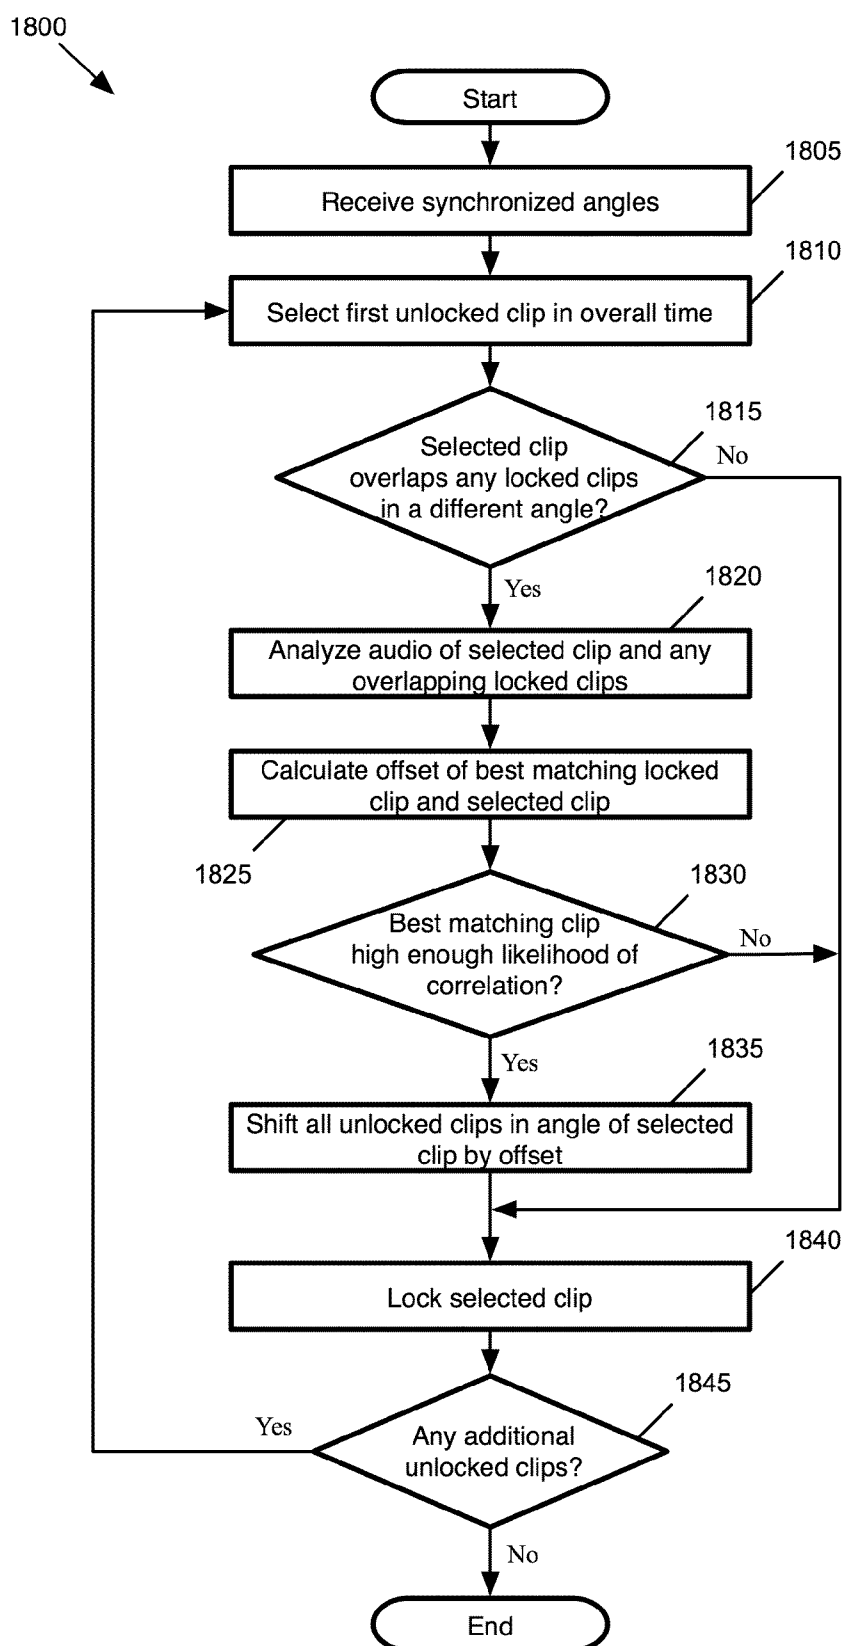 1800
Start
1805
Receive synchronized angles
1810
Select first unlocked clip in overall time
1815
Selected clip
overlaps any locked clips
in a different angle?
No
Yes
1820
Analyze audio of selected clip and any
overlapping locked clips
Calculate offset of best matching locked
clip and selected clip
1825
1830
Best matching clip
high enough likelihood of
correlation?
No
Yes
1835
Shift all unlocked clips in angle of selected
clip by offset
1840
Lock selected clip
1845
Any additional
unlocked clips?
Yes
No
End